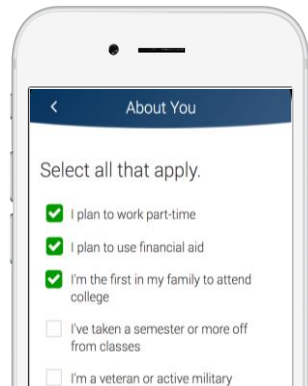 About You
Select all that apply.
I plan to work part-time
I plan to use financial aid
I'm the first in my family to attend
college
I've taken a semester or more off
from classes
I'm a veteran or active military